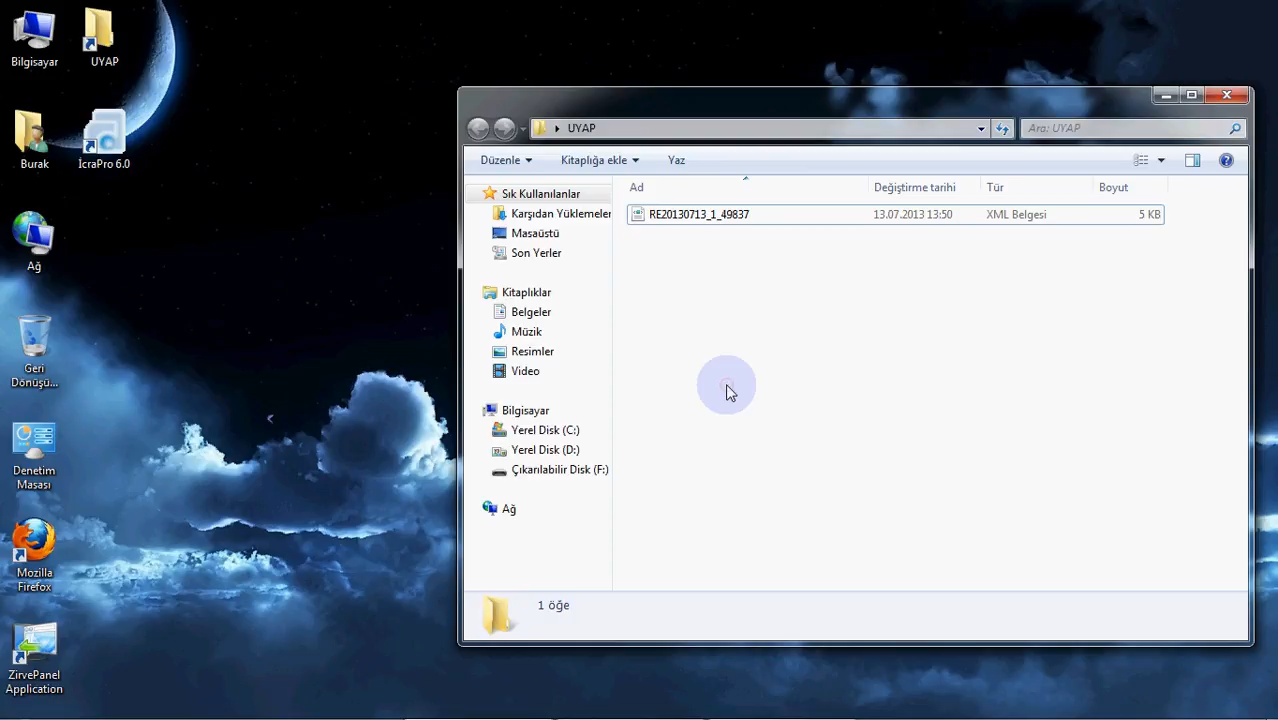 Bilgisayar
UYAP
Burak
İcraPro 6.0
Ağ
Geri
Dönüşü...
Denetim
Masası
Mozilla
Firefox
ZirvePanel
Application
UYAP
Ara: UYAP
Düzenle
Kitaplığa ekle
Yaz
Sık Kullanılanlar
Karşıdan Yüklemeler
Masaüstü
Son Yerler
Kitaplıklar
Belgeler
Müzik
Resimler
Video
Bilgisayar
Yerel Disk (C:)
Yerel Disk (D:)
Çıkarılabilir Disk (F:)
Ağ
Ad Değiştirme tarihi Tür Boyut
RE20130713_1_49837 13.07.2013 13:50 XML Belgesi 5 KB
1 öğe